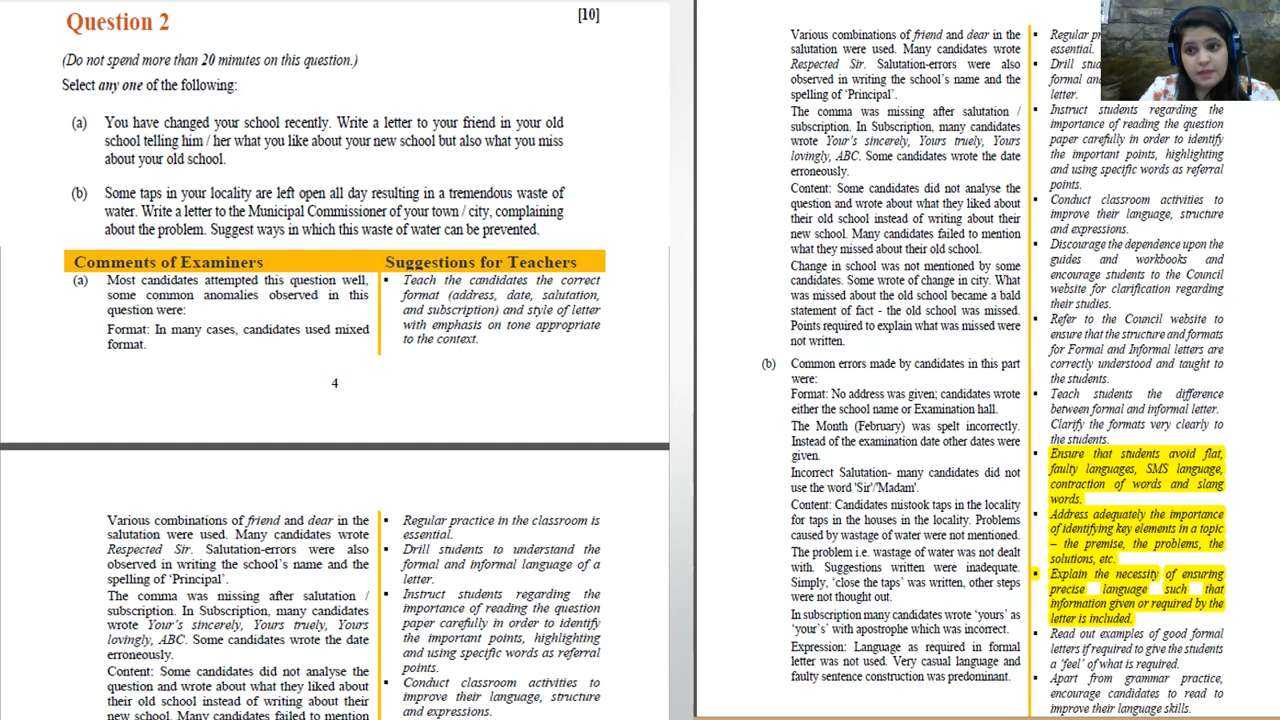 [10]
Question 2
(Do not spend more than 20 minutes on this question.)
Select any one of the following:
(a) You have changed your school recently. Write a letter to your friend in your old
school telling him / her what you like about your new school but also what you miss
about your old school.
(b) Some taps in your locality are left open all day resulting in a tremendous waste of
water. Write a letter to the Municipal Commissioner of your town / city, complaining
about the problem. Suggest ways in which this waste of water can be prevented.
Comments of Examiners
(a) Most candidates attempted this question well,
some common anomalies observed in this
question were:
Format: In many cases, candidates used mixed
format.
Suggestions for Teachers
▪ Teach the candidates the correct
format (address, date, salutation,
and subscription) and style of letter
with emphasis on tone appropriate
to the context.
4
Various combinations of friend and dear in the
salutation were used. Many candidates wrote
Respected Sir. Salutation-errors were also
observed in writing the school's name and the
spelling of 'Principal'.
The comma was missing after salutation /
subscription. In Subscription, many candidates
wrote Your's sincerely, Yours truely, Yours
lovingly, ABC. Some candidates wrote the date
erroneously.
Content: Some candidates did not analyse the
question and wrote about what they liked about
their old school instead of writing about their
new school. Many candidates failed to mention
▪ Regular practice in the classroom is
essential.
▪ Drill students to understand the
formal and informal language of a
letter.
▪ Instruct students regarding the
importance of reading the question
paper carefully in order to identify
the important points, highlighting
and using specific words as referral
points.
▪ Conduct classroom activities to
improve their language, structure
and expressions.
Various combinations of friend and dear in the
salutation were used. Many candidates wrote
Respected Sir. Salutation-errors were also
observed in writing the school's name and the
spelling of 'Principal'.
The comma was missing after salutation /
subscription. In Subscription, many candidates
wrote Your's sincerely, Yours truely, Yours
lovingly, ABC. Some candidates wrote the date
erroneously.
Content: Some candidates did not analyse the
question and wrote about what they liked about
their old school instead of writing about their
new school. Many candidates failed to mention
what they missed about their old school.
Change in school was not mentioned by some
candidates. Some wrote of change in city. What
was missed about the old school became a bald
statement of fact - the old school was missed.
Points required to explain what was missed were
not written.
(b) Common errors made by candidates in this part
were:
Format: No address was given; candidates wrote
either the school name or Examination hall.
The Month (February) was spelt incorrectly.
Instead of the examination date other dates were
given.
Incorrect Salutation- many candidates did not
use the word 'Sir'/'Madam'.
Content: Candidates mistook taps in the locality
for taps in the houses in the locality. Problems
caused by wastage of water were not mentioned.
The problem i.e. wastage of water was not dealt
with. Suggestions written were inadequate.
Simply, 'close the taps' was written, other steps
were not thought out.
In subscription many candidates wrote 'yours' as
'your's' with apostrophe which was incorrect.
Expression: Language as required in formal
letter was not used. Very casual language and
faulty sentence construction was predominant.
▪ Regular
essential.
▪ Drill
formal
letter.
▪ Instruct students regarding the
importance of reading the question
paper carefully in order to identify
the important points, highlighting
and using specific words as referral
points.
▪ Conduct classroom activities to
improve their language, structure
and expressions.
▪ Discourage the dependence upon the
guides and workbooks and
encourage students to the Council
website for clarification regarding
their studies.
▪ Refer to the Council website to
ensure that the structure and formats
for Formal and Informal letters are
correctly understood and taught to
the students.
▪ Teach students the difference
between formal and informal letter.
Clarify the formats very clearly to
the students.
▪ Ensure that students avoid flat,
faulty languages, SMS language,
contraction of words and slang
words.
▪ Address adequately the importance
of identifying key elements in a topic
– the premise, the problems, the
solutions, etc.
▪ Explain the necessity of ensuring
precise language such that
information given or required by the
letter is included.
▪ Read out examples of good formal
letters if required to give the students
a 'feel' of what is required.
▪ Apart from grammar practice,
encourage candidates to read to
improve their language skills.